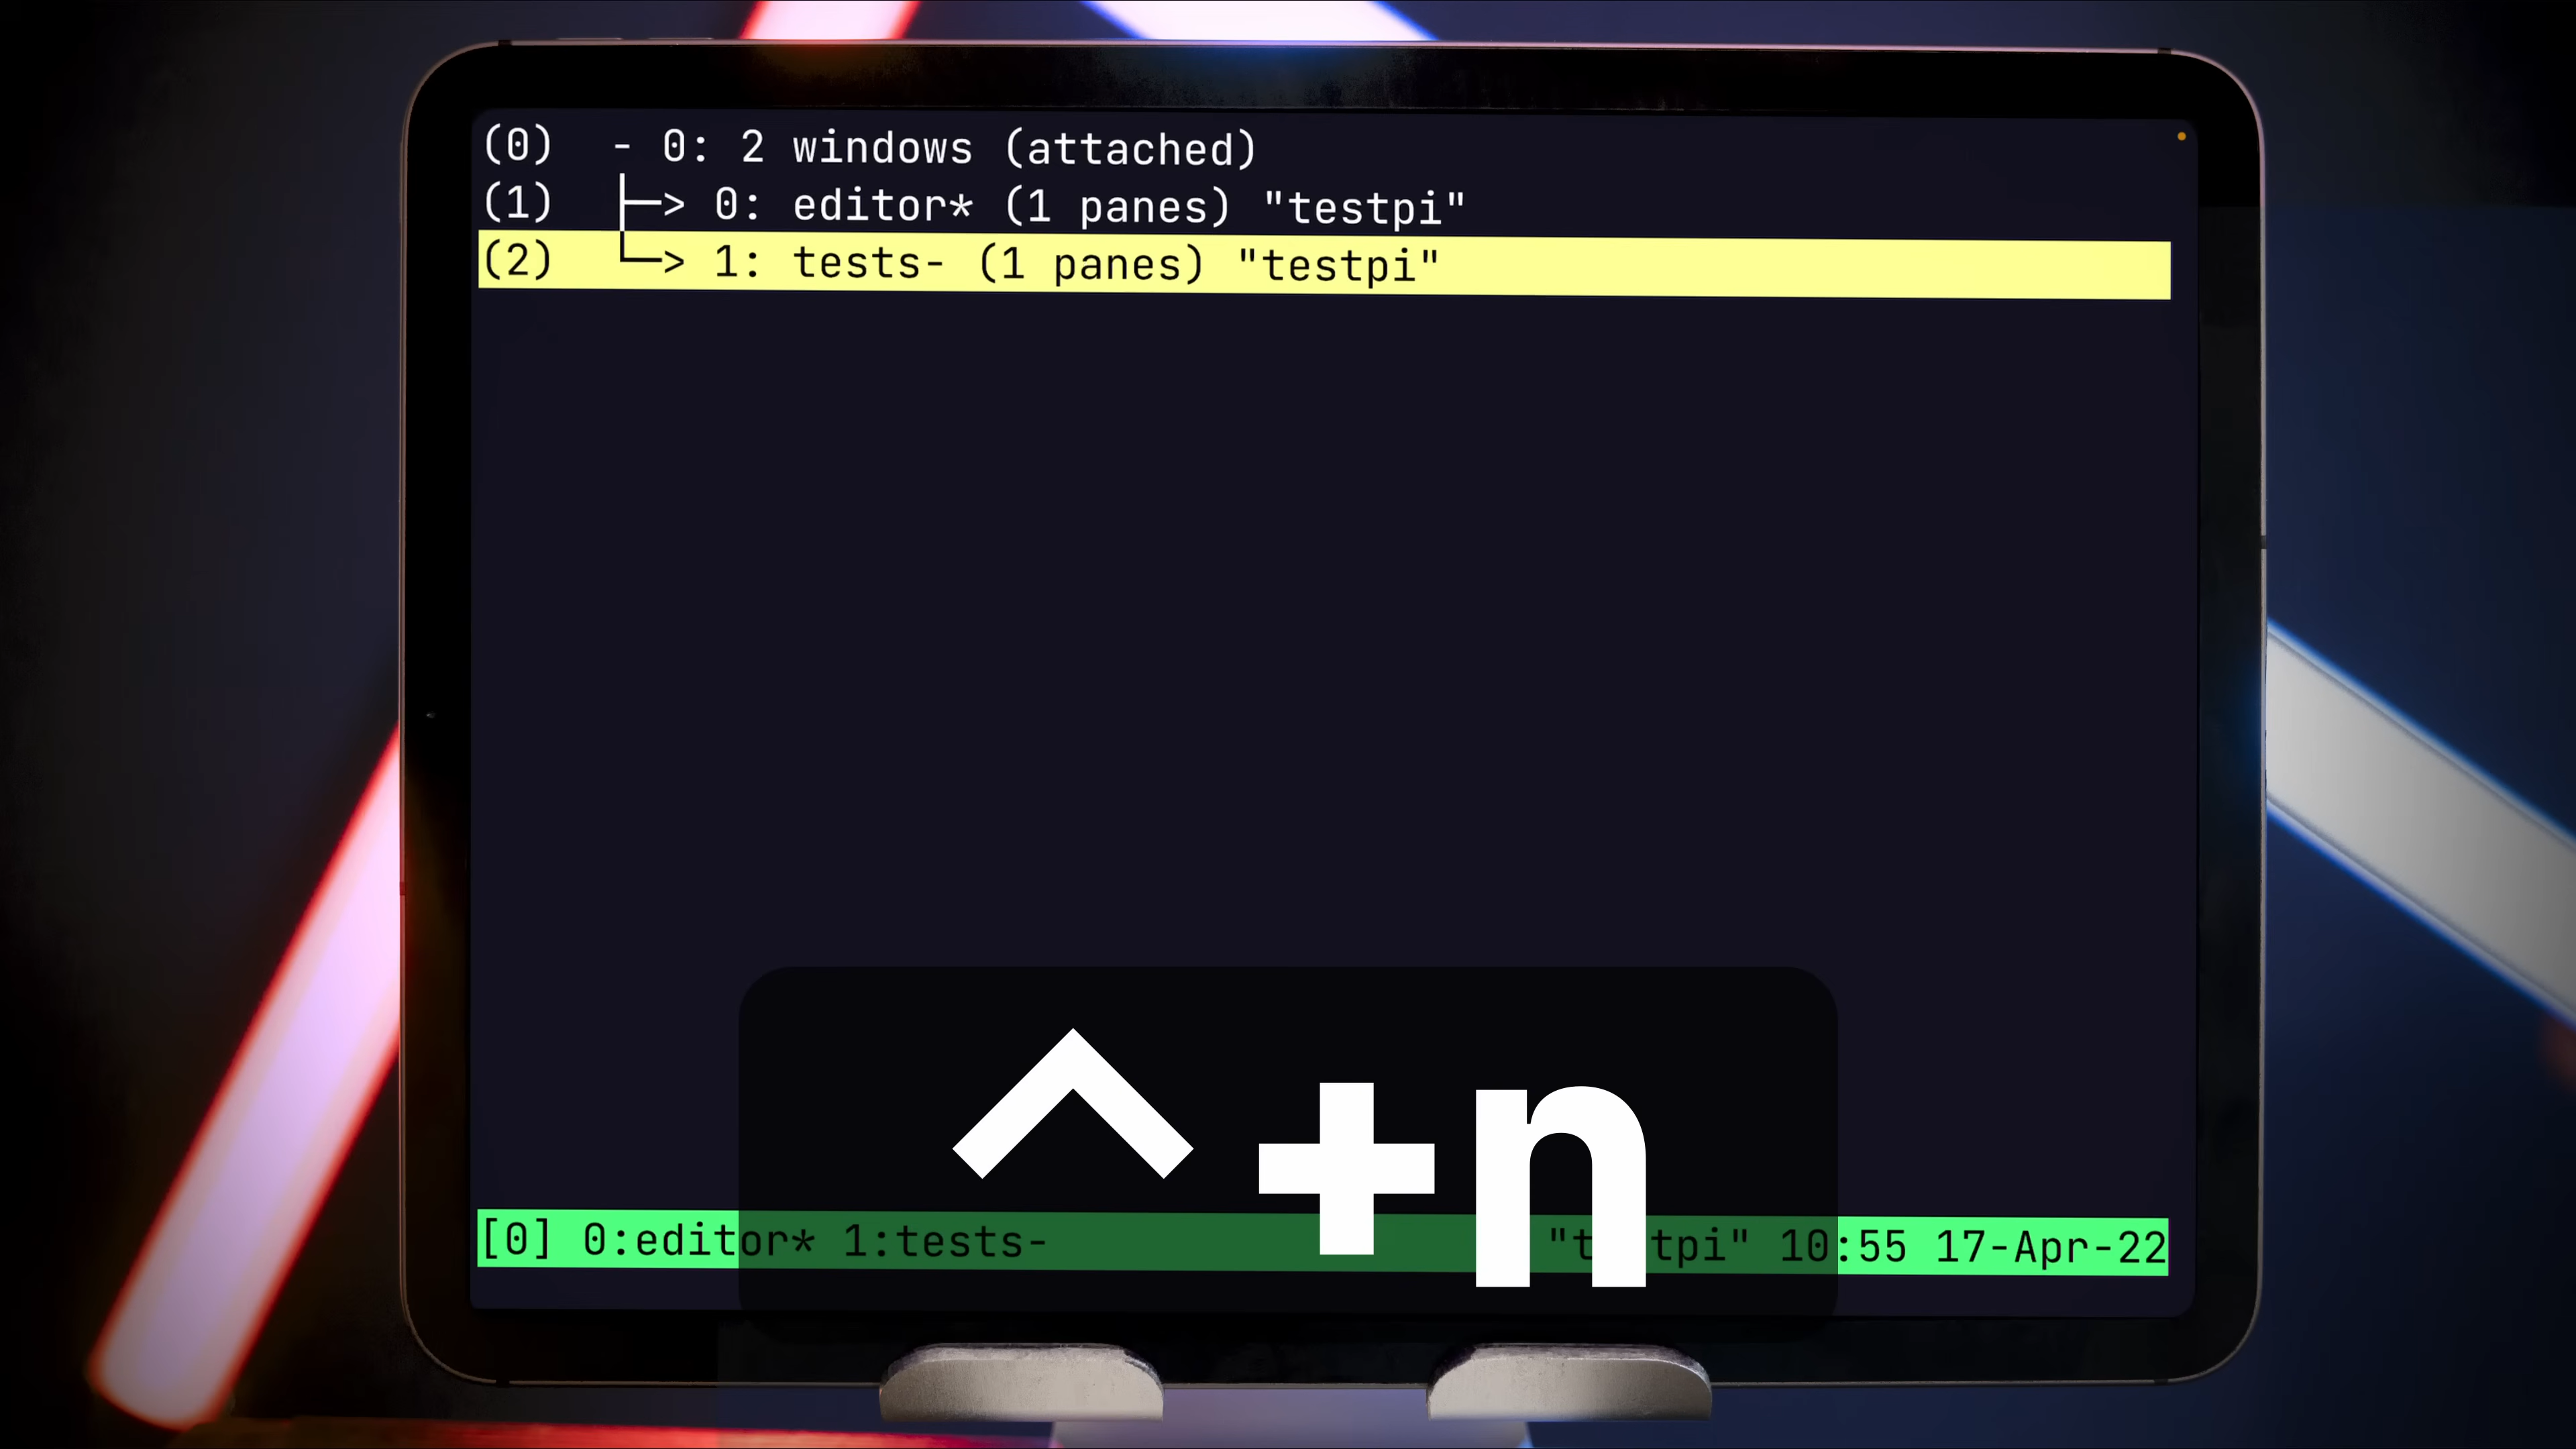 (0) - 0: 2 windows (attached)
(1) ├─> 0: editor* (1 panes) "testpi"
(2) └─> 1: tests- (1 panes) "testpi"
^+n
[0] 0:editor* 1:tests- "testpi" 10:55 17-Apr-22